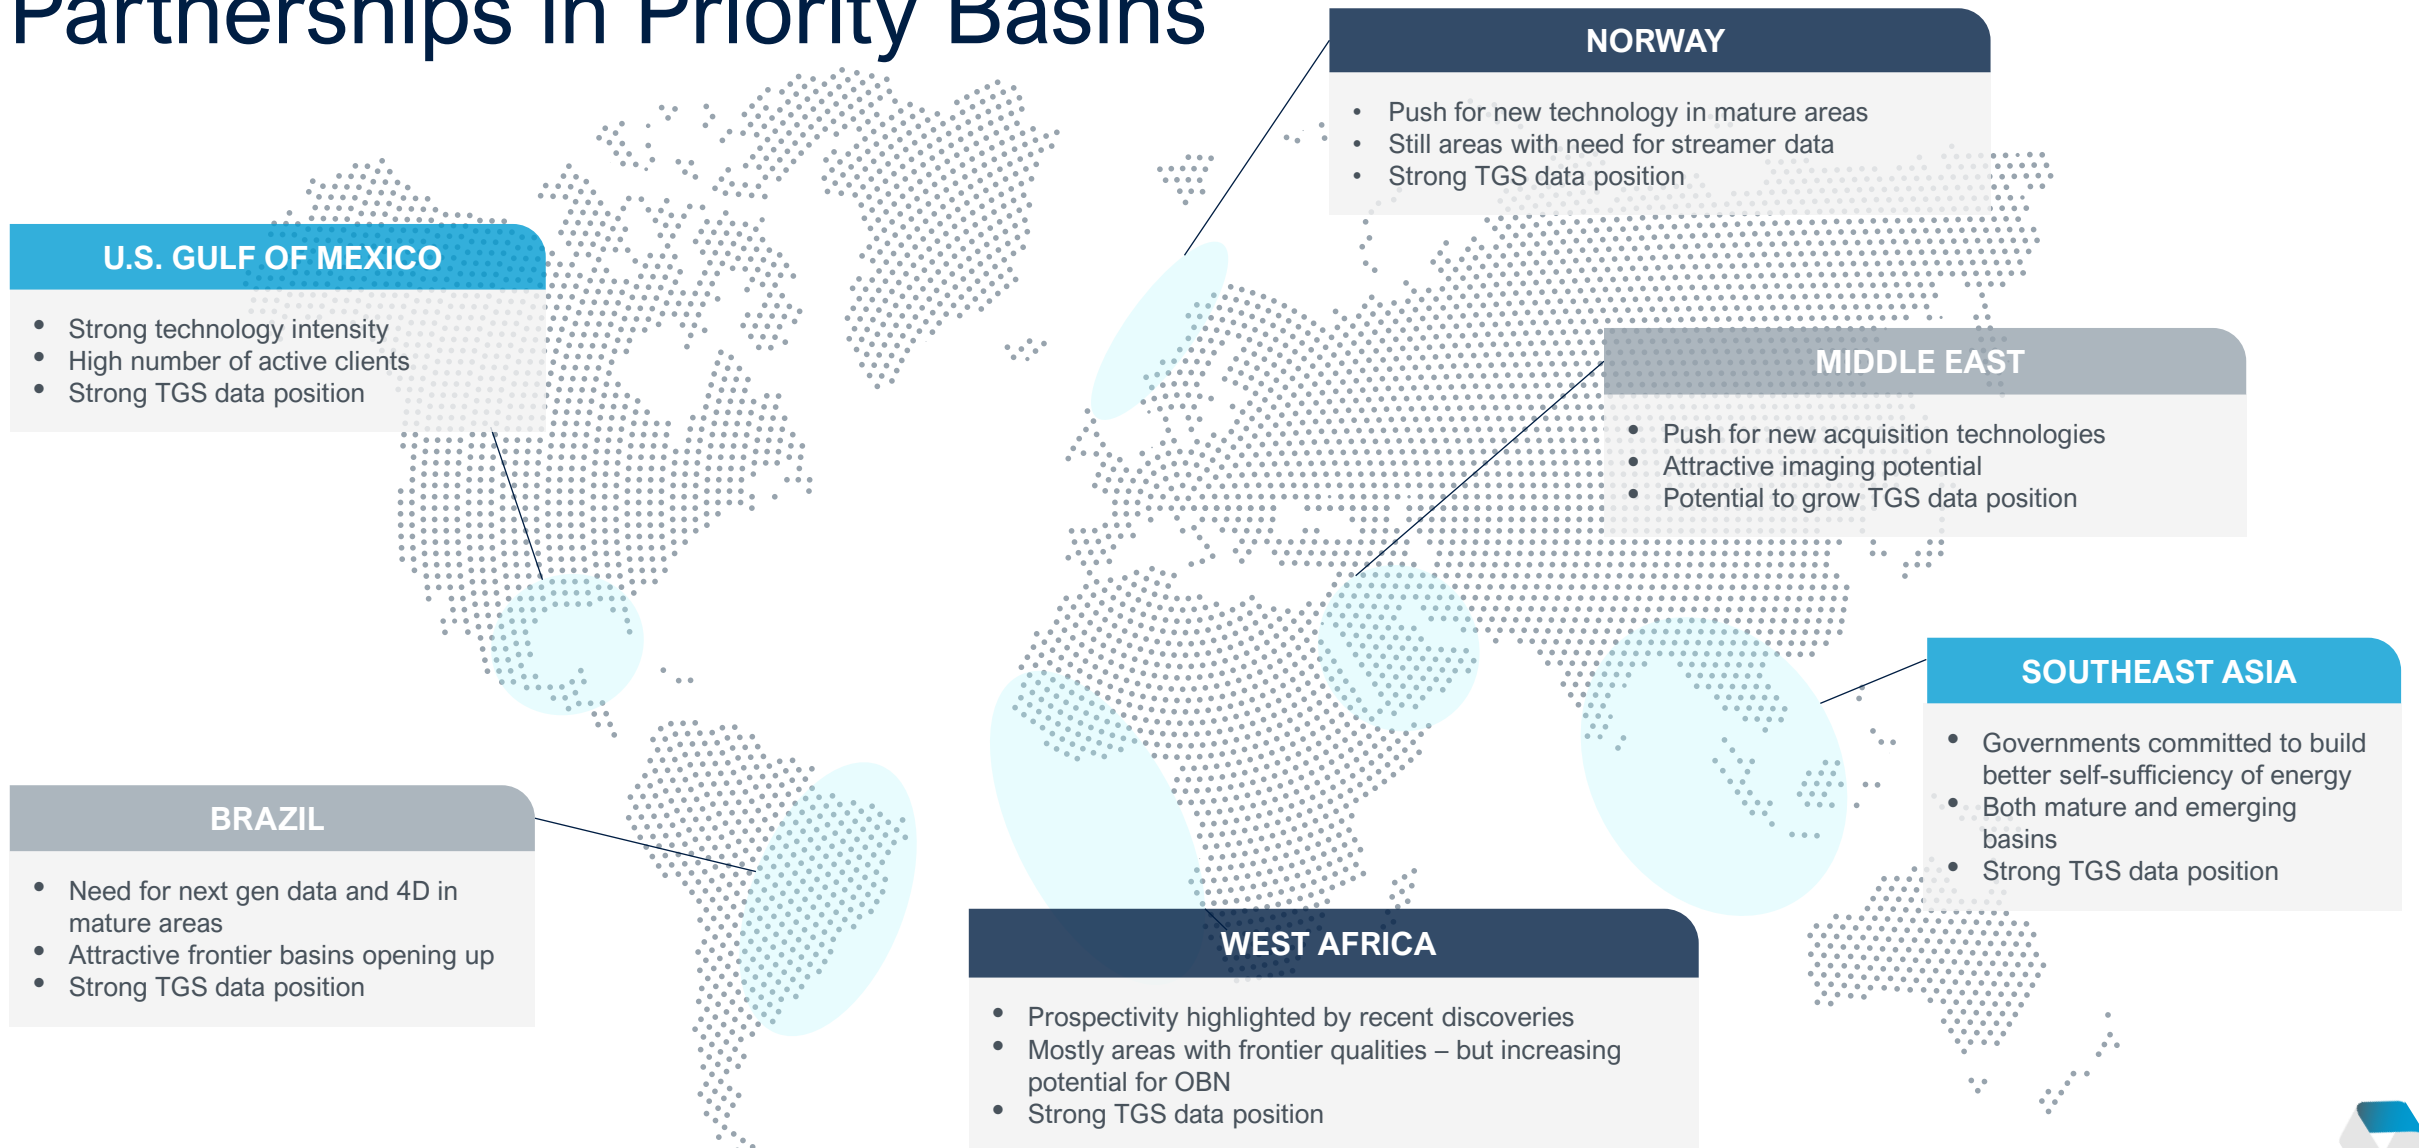 Partnerships in Priority Basins
NORWAY
• Push for new technology in mature areas
• Still areas with need for streamer data
• Strong TGS data position
U.S. GULF OF MEXICO
• Strong technology intensity
• High number of active clients
• Strong TGS data position
MIDDLE EAST
• Push for new acquisition technologies
• Attractive imaging potential
• Potential to grow TGS data position
SOUTHEAST ASIA
• Governments committed to build
better self-sufficiency of energy
• Both mature and emerging
basins
• Strong TGS data position
BRAZIL
• Need for next gen data and 4D in
mature areas
• Attractive frontier basins opening up
• Strong TGS data position
WEST AFRICA
• Prospectivity highlighted by recent discoveries
• Mostly areas with frontier qualities – but increasing
potential for OBN
• Strong TGS data position